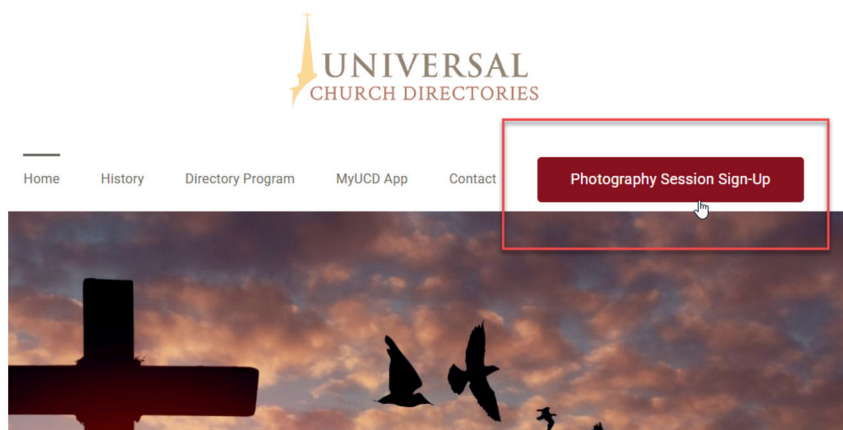 UNIVERSAL
CHURCH DIRECTORIES
Home History Directory Program MyUCD App Contact Photography Session Sign-Up